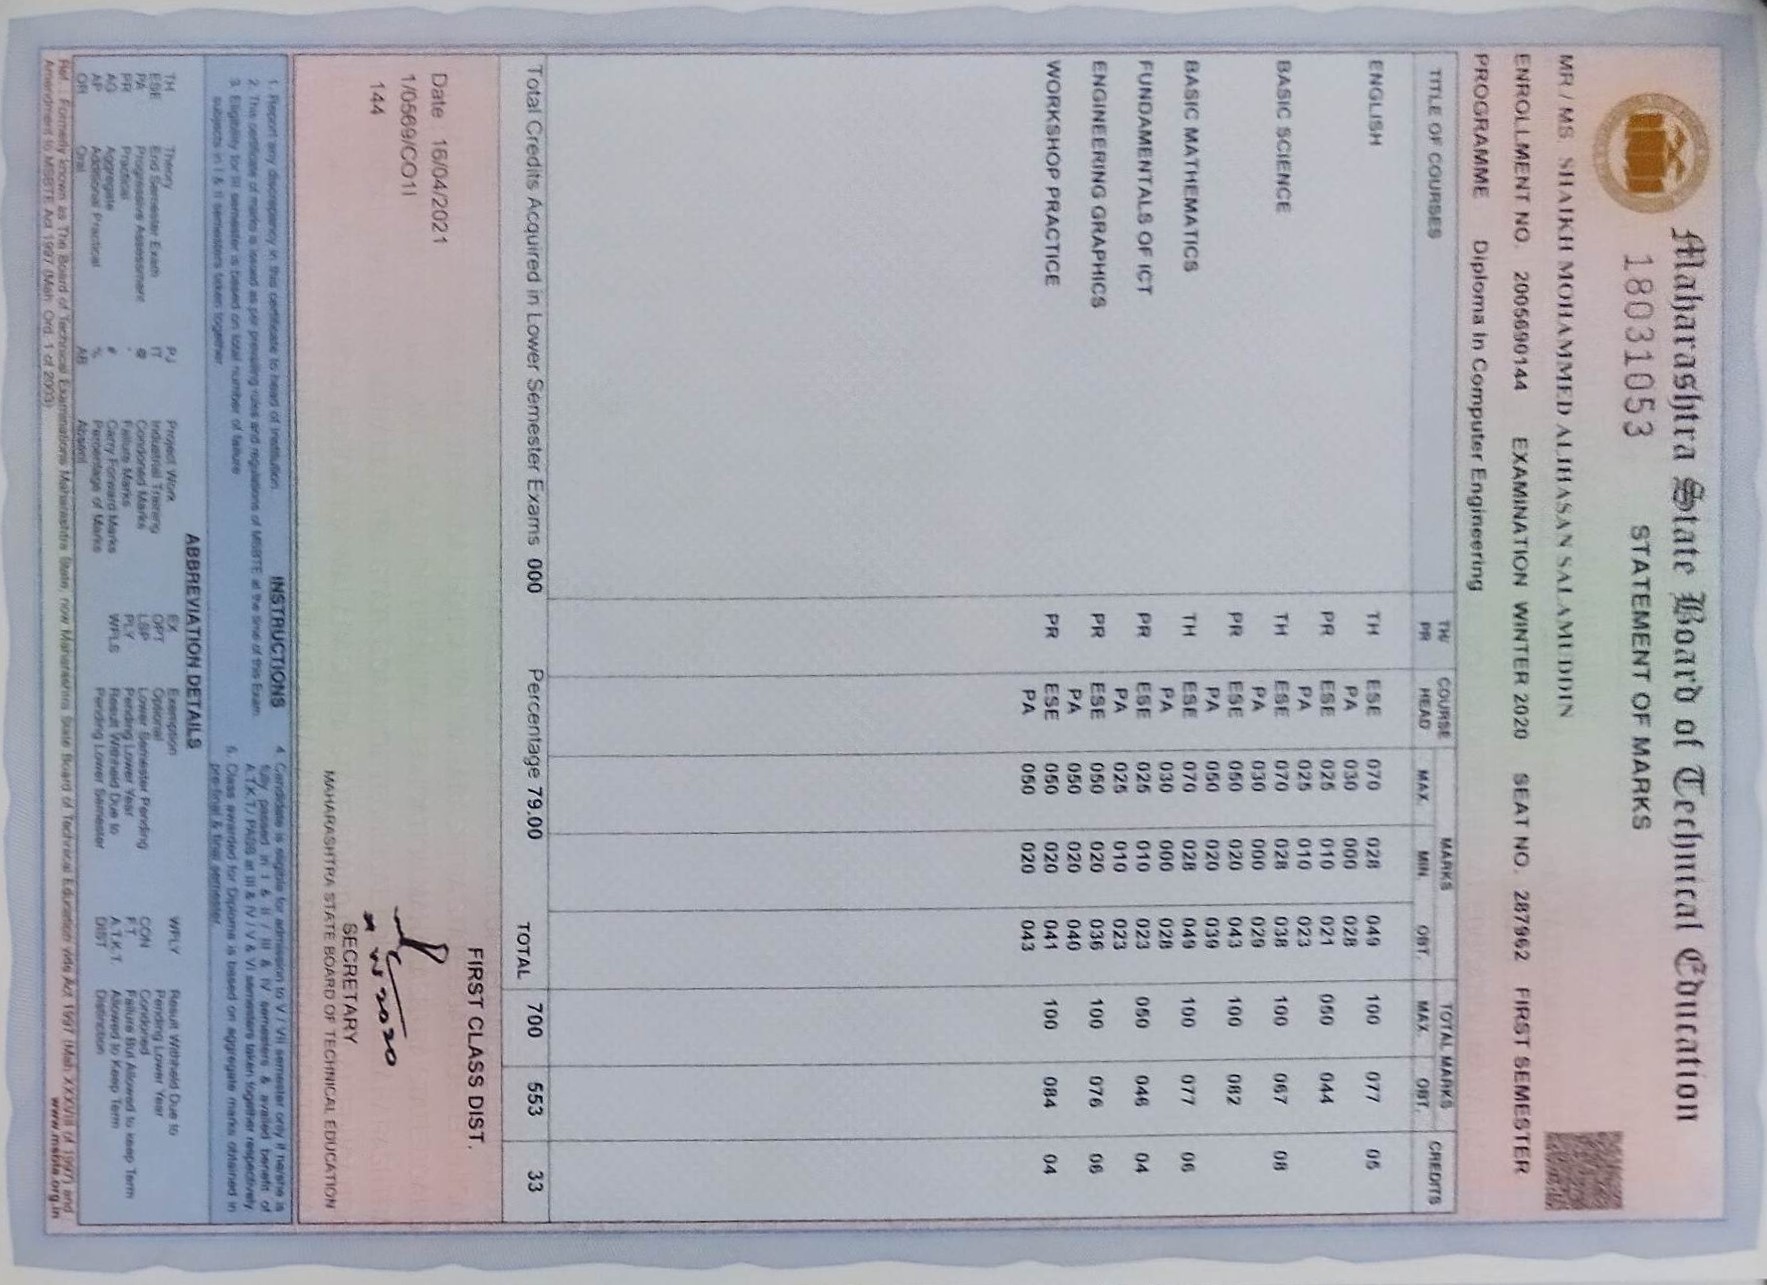 Maharashtra State Board of Technical Education
18031053 STATEMENT OF MARKS
MR / MS. SHAIKH MOHAMMED ALIHASAN SALAMUDDIN
ENROLLMENT NO. 2005690144 EXAMINATION WINTER 2020 SEAT NO. 287962 FIRST SEMESTER
PROGRAMME Diploma In Computer Engineering
TITLE OF COURSES TH/ PR COURSE HEAD MARKS MAX. MIN. OBT. TOTAL MARKS MAX. OBT. CREDITS
ENGLISH TH ESE 070 028 049 100 077 05
PA 030 000 028
PR ESE 025 010 021 050 044
PA 025 010 023
BASIC SCIENCE TH ESE 070 028 038 100 067 08
PA 030 000 029
PR ESE 050 020 043 100 082
PA 050 020 039
BASIC MATHEMATICS TH ESE 070 028 049 100 077 06
PA 030 000 028
FUNDAMENTALS OF ICT PR ESE 025 010 023 050 046 04
PA 025 010 023
ENGINEERING GRAPHICS PR ESE 050 020 036 100 076 06
PA 050 020 040
WORKSHOP PRACTICE PR ESE 050 020 041 100 084 04
PA 050 020 043
Total Credits Acquired in Lower Semester Exams 000 Percentage 79.00 TOTAL 700 553 33
FIRST CLASS DIST.
Date 16/04/2021
1/0569/CO1I
144
SECRETARY
MAHARASHTRA STATE BOARD OF TECHNICAL EDUCATION
INSTRUCTIONS
1. Report any discrepancy in this certificate to head of Institution.
2. This certificate of marks is issued as per prevailing rules and regulations of MSBTE at the time of this Exam
3. Eligibility for III semester is based on total number of failure
subjects in I & II semesters taken together
4. Candidate is eligible for admission to V / VII semester only if he/she is
fully passed in I & II / III & IV semesters & availed benefit of
A.T.K.T / PASS at III & IV / V & VI semesters taken together respectively.
5. Class awarded for Diploma is based on aggregate marks obtained in
pre-final & final semester.
ABBREVIATION DETAILS
TH Theory PJ Project Work EX Exemption WPLY Result Withheld Due to
ESE End Semester Exam IT Industrial Training OPT Optional Pending Lower Year
PA Progressive Assessment @ Condoned Marks LSP Lower Semester Pending CON Condoned
PR Practical * Failure Marks PLY Pending Lower Year F.T. Failure But Allowed to keep Term
AG Aggregate # Carry Forward Marks WFLS Result Withheld Due to A.T.K.T. Allowed to Keep Term
AP Additional Practical % Percentage of Marks Pending Lower Semester DIST. Distinction
OR Oral AB Absent
Ref : Formerly known as The Board of Technical Examinations Maharashtra State, now Maharashtra State Board of Technical Education vide Act 1997 (Mah. XXXVIII of 1997) and
Amendment to MSBTE Act 1997 (Mah. Ord. 1 of 2003) www.msbte.org.in